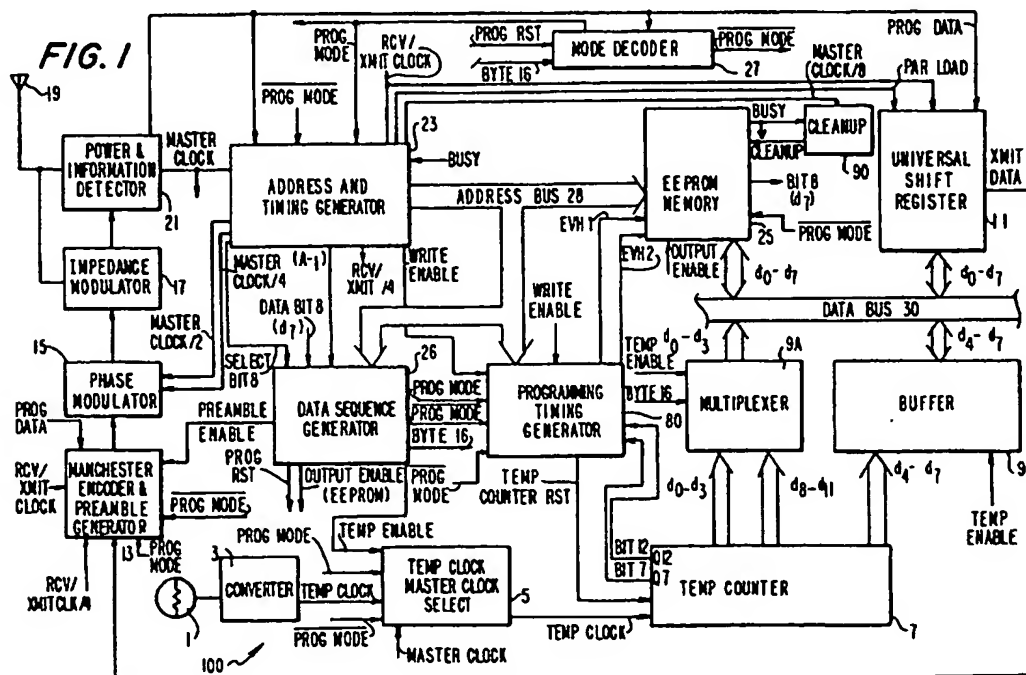 FIG. 1
19
POWER &
INFORMATION
DETECTOR
21
MASTER
CLOCK
IMPEDANCE
MODULATOR
17
15
PHASE
MODULATOR
PROG
DATA
RCV/
XMIT
CLOCK
MANCHESTER
ENCODER &
PREAMBLE
GENERATOR
13
PROG
MODE
PROG MODE
RCV/
XMITCLK/4
1
3
CONVERTER
100
PROG MODE
PROG
MODE
RCV/
XMIT CLOCK
23
ADDRESS AND
TIMING GENERATOR
BUSY
ADDRESS BUS 28
MASTER
CLOCK/4
MASTER
CLOCK/2
SELECT
BIT 8
(A-1)
DATA BIT 8
(d7)
RCV/
XMIT /4
WRITE
ENABLE
26
DATA SEQUENCE
GENERATOR
PREAMBLE
ENABLE
PROG
RST
OUTPUT ENABLE
(EEPROM)
PROG MODE
PROG MODE
BYTE 16
PROG
MODE
TEMP ENABLE
PROG MODE
TEMP CLOCK
PROG MODE
TEMP CLOCK
MASTER CLOCK
SELECT
5
MASTER CLOCK
TEMP CLOCK
PROG RST
BYTE 16
MODE DECODER
27
PROG MODE
MASTER
CLOCK/8
PROG DATA
PAR LOAD
EEPROM
MEMORY
25
BUSY
CLEANUP
CLEANUP
90
BIT 8
(d7)
PROG MODE
OUTPUT
ENABLE
EVH 1
EVH2
UNIVERSAL
SHIFT
REGISTER
11
XMIT
DATA
d0-d7
d0-d7
DATA BUS 30
WRITE
ENABLE
PROGRAMMING
TIMING
GENERATOR
80
TEMP
COUNTER RST
BYTE 16
TEMP
ENABLE
d0-d3
9A
MULTIPLEXER
d4-d7
BUFFER
9
TEMP
ENABLE
d0-d3
d8-d11
d4-d7
BIT 12
BIT 7
Q12
Q7
TEMP COUNTER
7